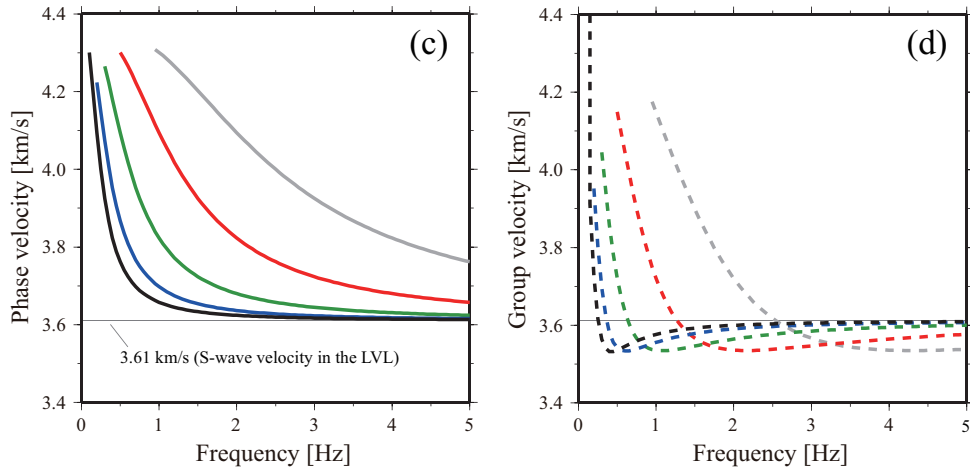 (c)
Phase velocity [km/s]
4.4
4.2
4.0
3.8
3.6
3.4
3.61 km/s (S-wave velocity in the LVL)
0 1 2 3 4 5
Frequency [Hz]
(d)
Group velocity [km/s]
4.4
4.2
4.0
3.8
3.6
3.4
0 1 2 3 4 5
Frequency [Hz]